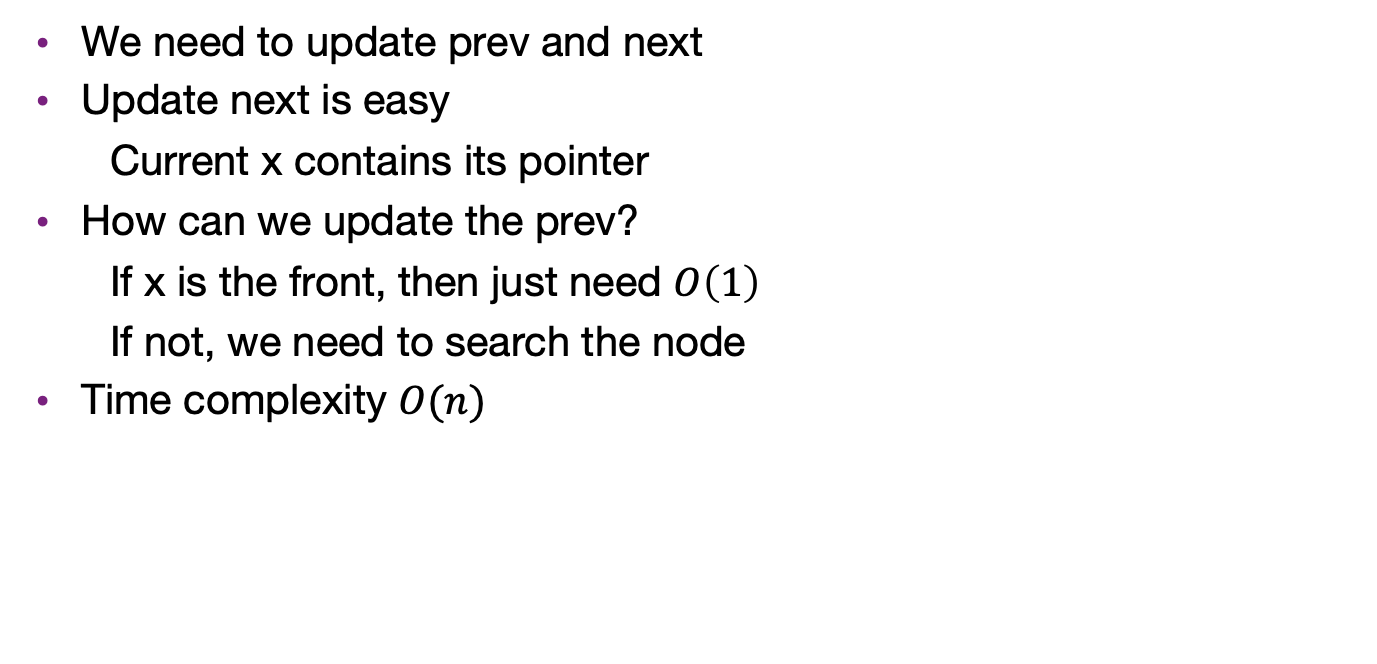 • We need to update prev and next
• Update next is easy
Current x contains its pointer
• How can we update the prev?
If x is the front, then just need O(1)
If not, we need to search the node
• Time complexity O(n)